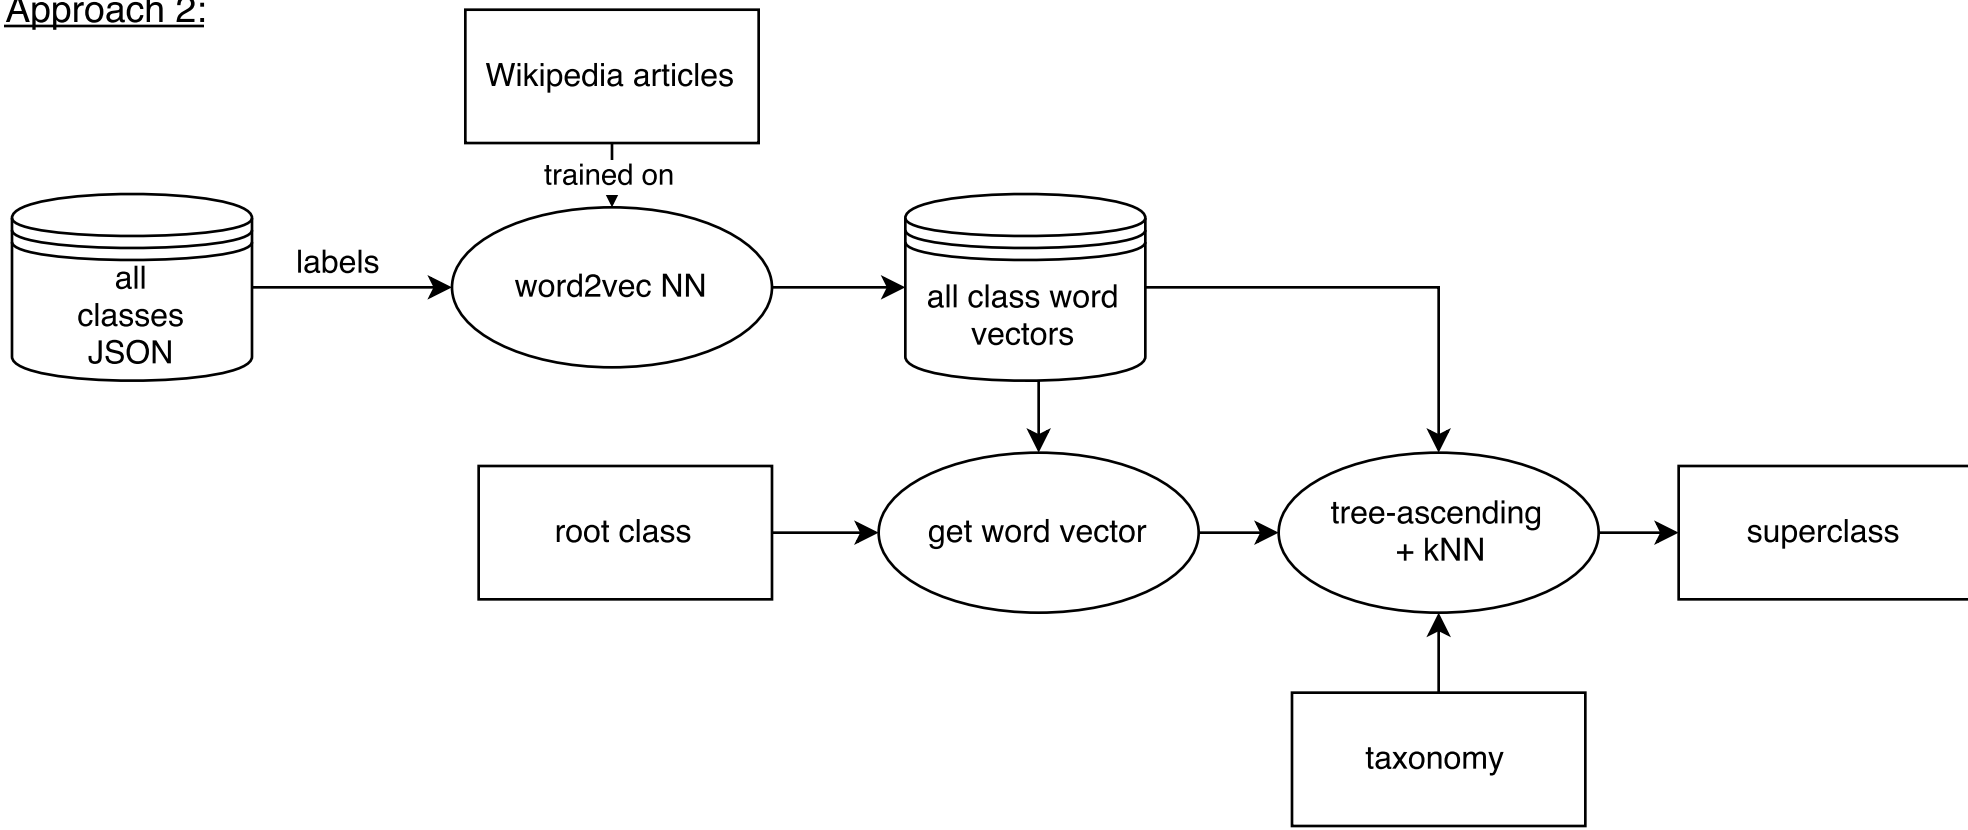 Approach 2:
Wikipedia articles
trained on
labels
all
classes
JSON
word2vec NN
all class word
vectors
root class
get word vector
tree-ascending
+ kNN
superclass
taxonomy